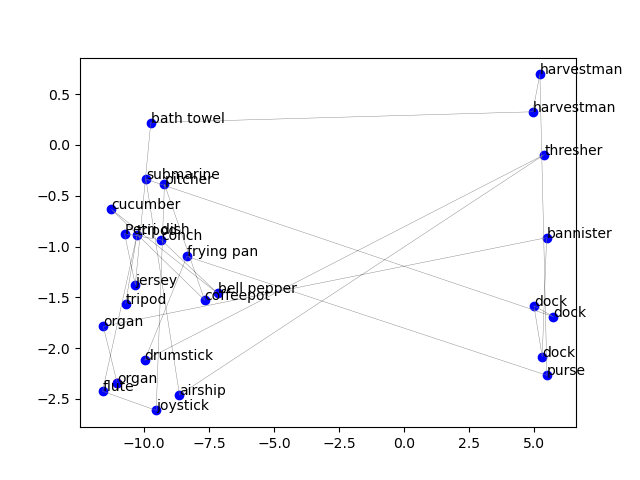 harvestman
0.5
harvestman
bath towel
0.0
thresher
submarine
pitcher
−0.5
cucumber
Petri dish
tripod
conch
bannister
−1.0
frying pan
jersey
bell pepper
coffeepot
−1.5
tripod
dock
dock
organ
−2.0
drumstick
dock
organ
purse
flute
airship
−2.5
joystick
−10.0 −7.5 −5.0 −2.5 0.0 2.5 5.0